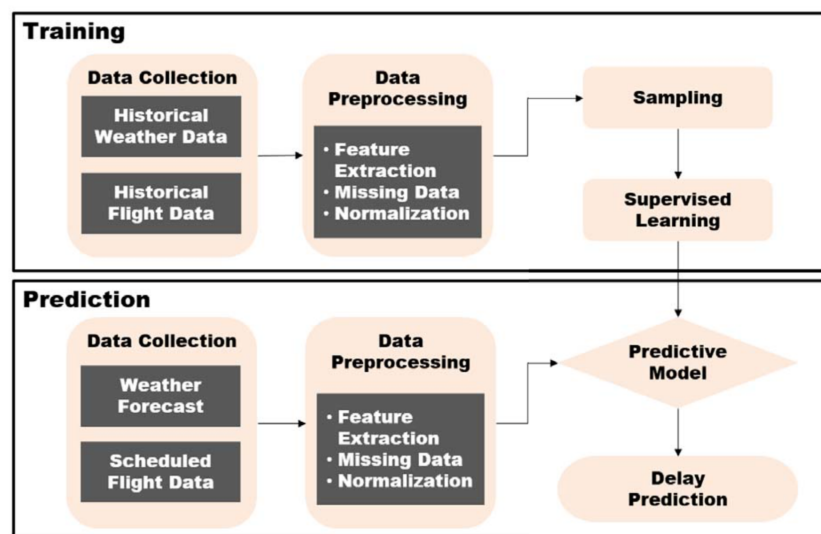 Training
Data Collection
Historical
Weather Data
Historical
Flight Data
Data
Preprocessing
• Feature
Extraction
• Missing Data
• Normalization
Sampling
Supervised
Learning
Prediction
Data Collection
Weather
Forecast
Scheduled
Flight Data
Data
Preprocessing
• Feature
Extraction
• Missing Data
• Normalization
Predictive
Model
Delay
Prediction